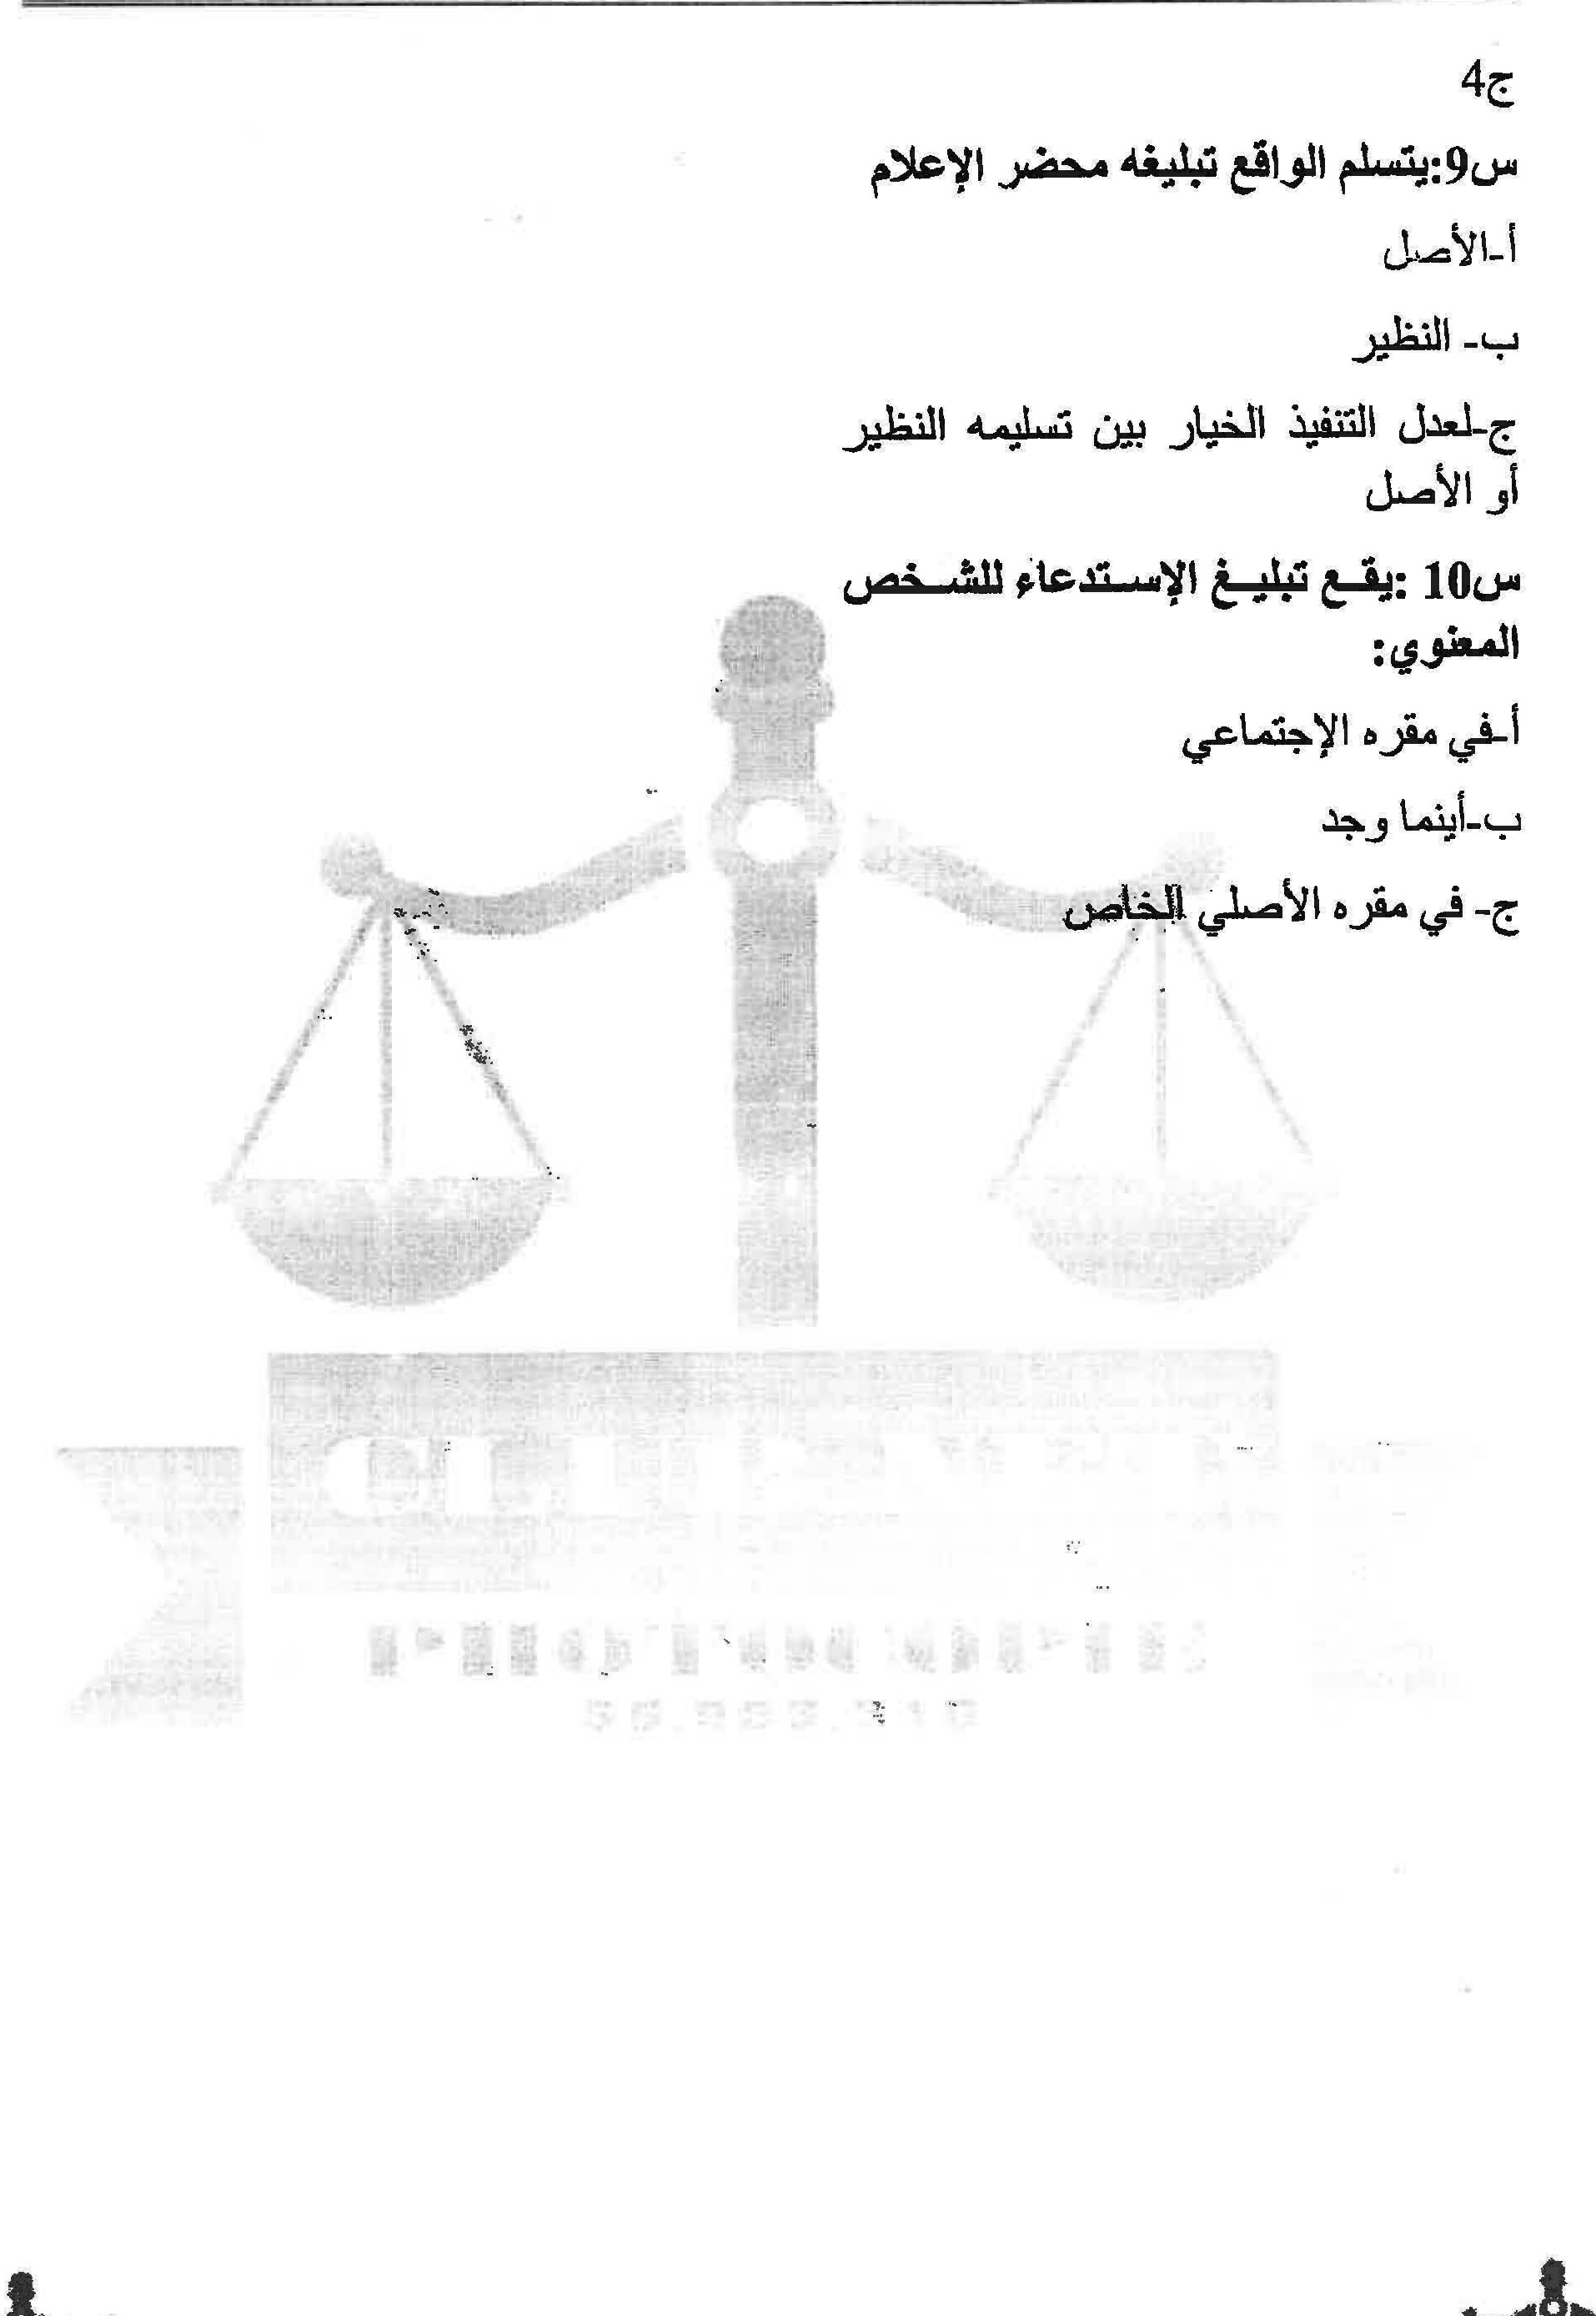 ج4
س9:يتسلم الواقع تبليغه محضر الإعلام
أ-الأصل
ب- النظير
ج-لعدل التنفيذ الخيار بين تسليمه النظير
أو الأصل
س10 :يقع تبليغ الإستدعاء للشخص
المعنوي:
أ-في مقره الإجتماعي
ب-أينما وجد
ج- في مقره الأصلي الخاص